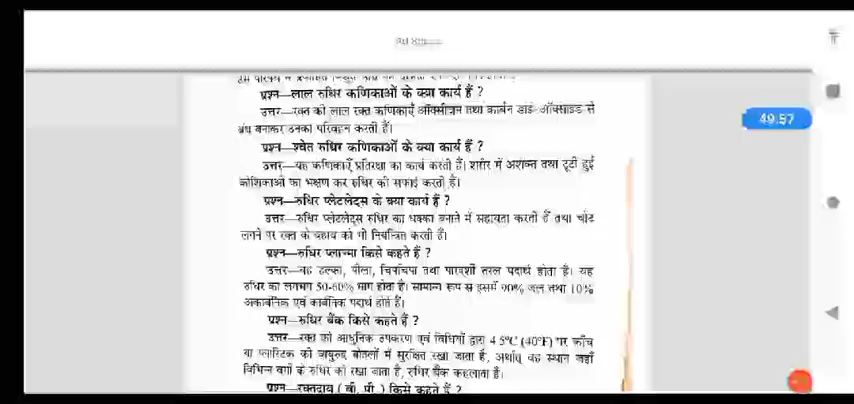 प्रश्न—लाल रुधिर कणिकाओं के क्या कार्य हैं ?
उत्तर—रक्त की लाल रक्त कणिकाएँ ऑक्सीजन तथा कार्बन डाइ-ऑक्साइड से
बंध बनाकर उनका परिवहन करती हैं।
49.57
प्रश्न—श्वेत रुधिर कणिकाओं के क्या कार्य हैं ?
उत्तर—यह कणिकाएँ प्रतिरक्षा का कार्य करती हैं। शरीर में अशक्त तथा टूटी हुई
कोशिकाओं का भक्षण कर रुधिर की सफाई करती हैं।
प्रश्न—रुधिर प्लेटलेट्स के क्या कार्य हैं ?
उत्तर—रुधिर प्लेटलेट्स रुधिर का थक्का बनाने में सहायता करती हैं तथा चोट
लगने पर रक्त के बहाव को भी नियन्त्रित करती हैं।
प्रश्न—रुधिर प्लाज्मा किसे कहते हैं ?
उत्तर—यह हल्का, पीला, चिपचिपा तथा पारदर्शी तरल पदार्थ होता है। यह
रुधिर का लगभग 50-60% भाग होता है। सामान्य रूप से इसमें 90% जल तथा 10%
अकार्बनिक एवं कार्बनिक पदार्थ होते हैं।
प्रश्न—रुधिर बैंक किसे कहते हैं ?
उत्तर—रक्त को आधुनिक उपकरण एवं विधियों द्वारा 4.5°C (40°F) पर काँच
या प्लास्टिक की वायुरुद्ध बोतलों में सुरक्षित रखा जाता है, अर्थात् वह स्थान जहाँ
विभिन्न वर्गों के रुधिर को रखा जाता है, रुधिर बैंक कहलाता है।
प्रश्न—रक्तदाब ( बी. पी. ) किसे कहते हैं ?